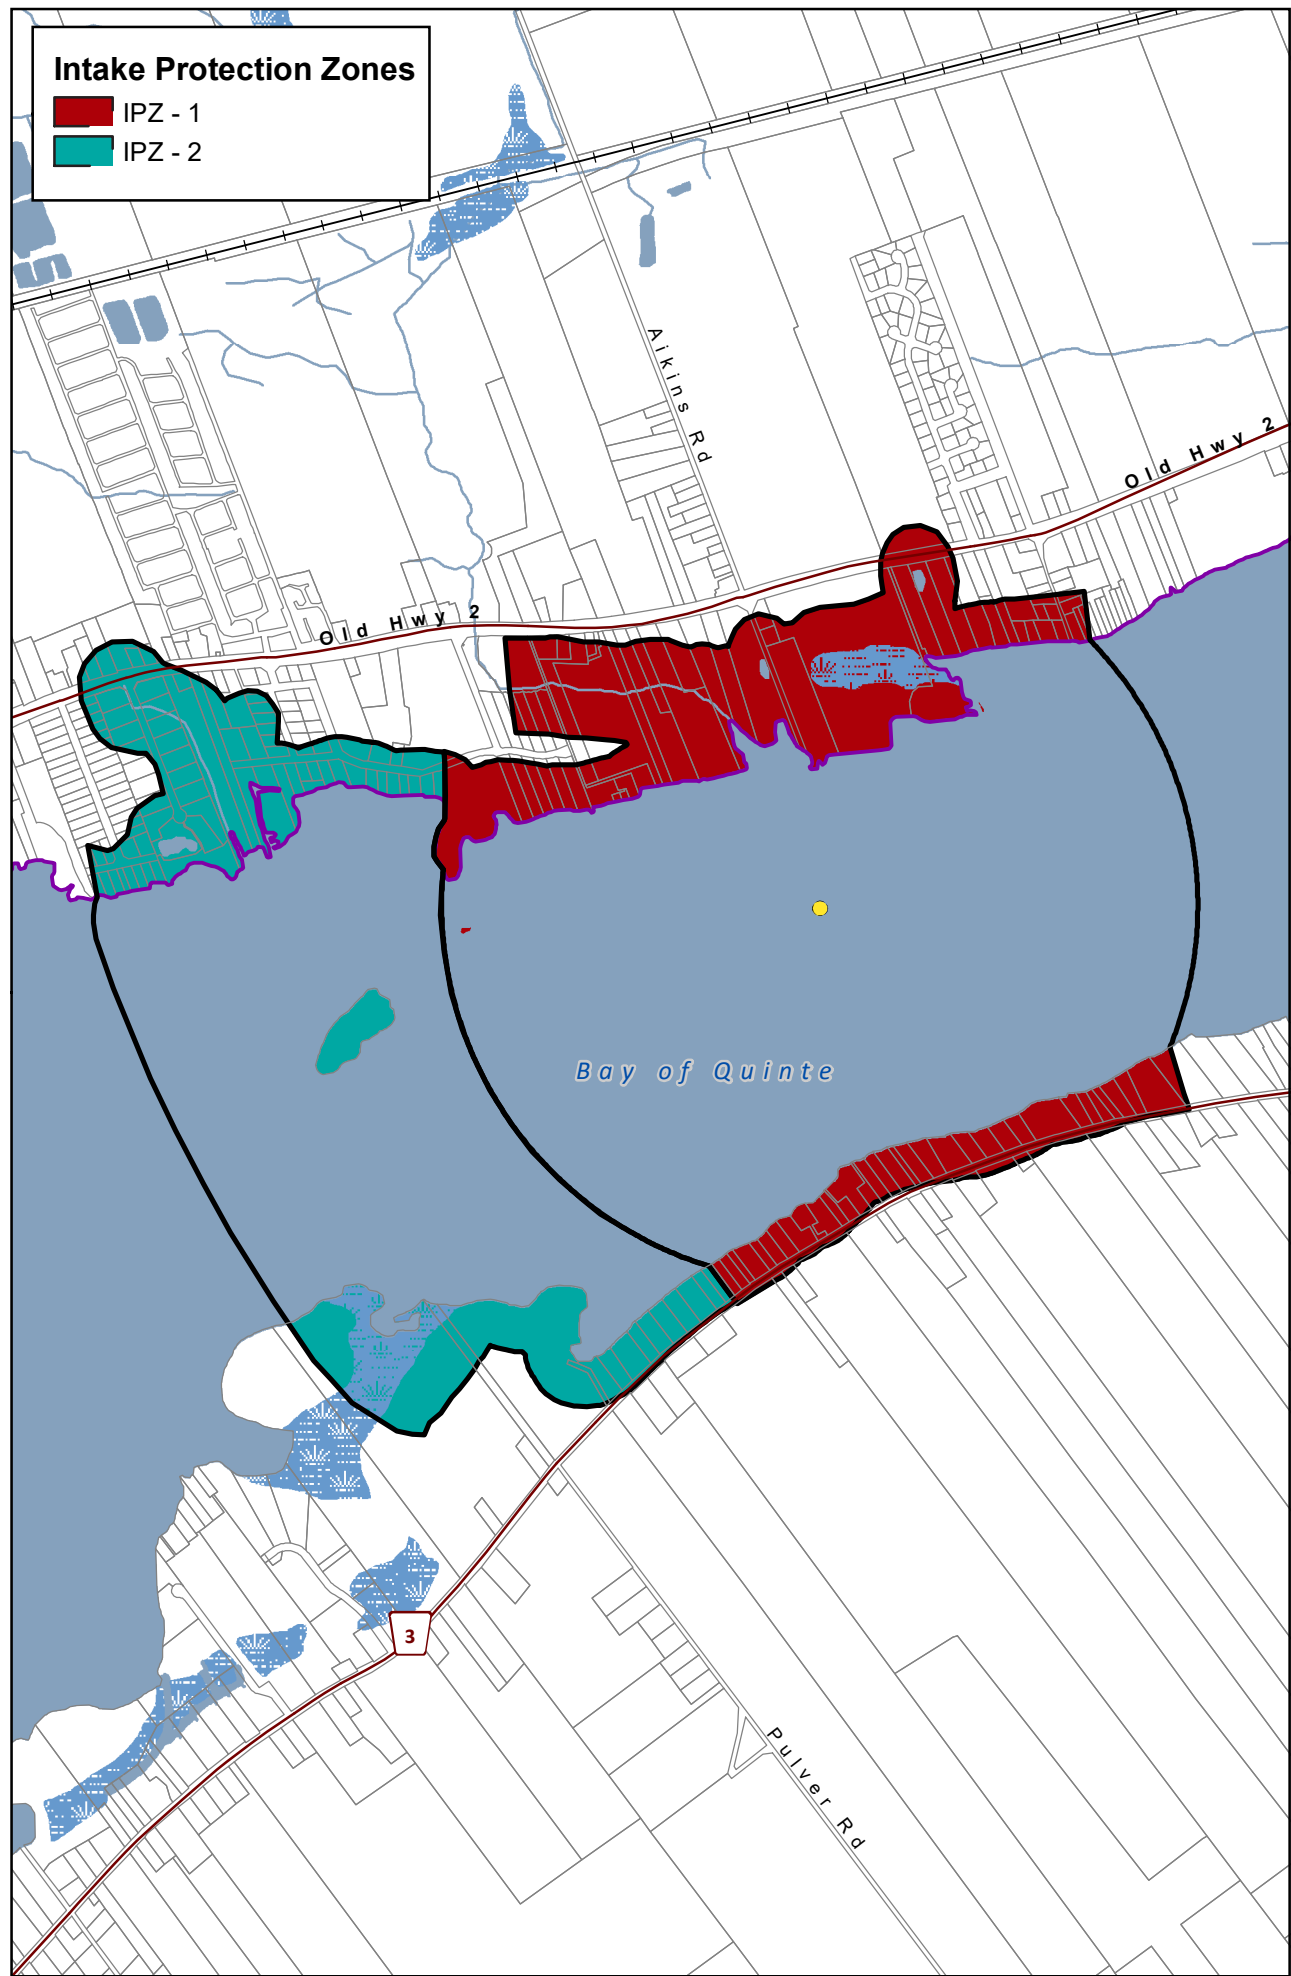 Intake Protection Zones
IPZ - 1
IPZ - 2
Aikins Rd
Old Hwy 2
Old Hwy 2
Bay of Quinte
3
Pulver Rd